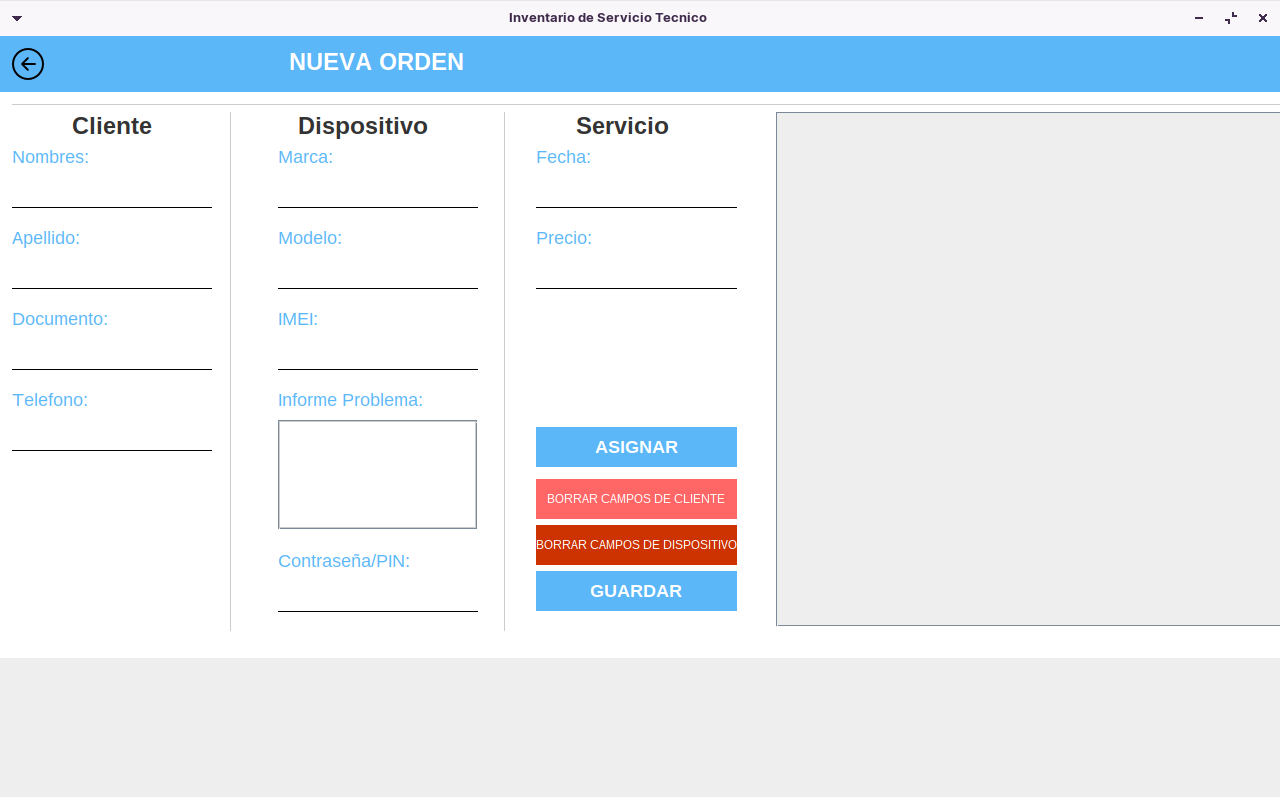 Inventario de Servicio Tecnico
NUEVA ORDEN
Cliente
Nombres:
Apellido:
Documento:
Telefono:
Dispositivo
Marca:
Modelo:
IMEI:
Informe Problema:
Contraseña/PIN:
Servicio
Fecha:
Precio:
ASIGNAR
BORRAR CAMPOS DE CLIENTE
BORRAR CAMPOS DE DISPOSITIVO
GUARDAR